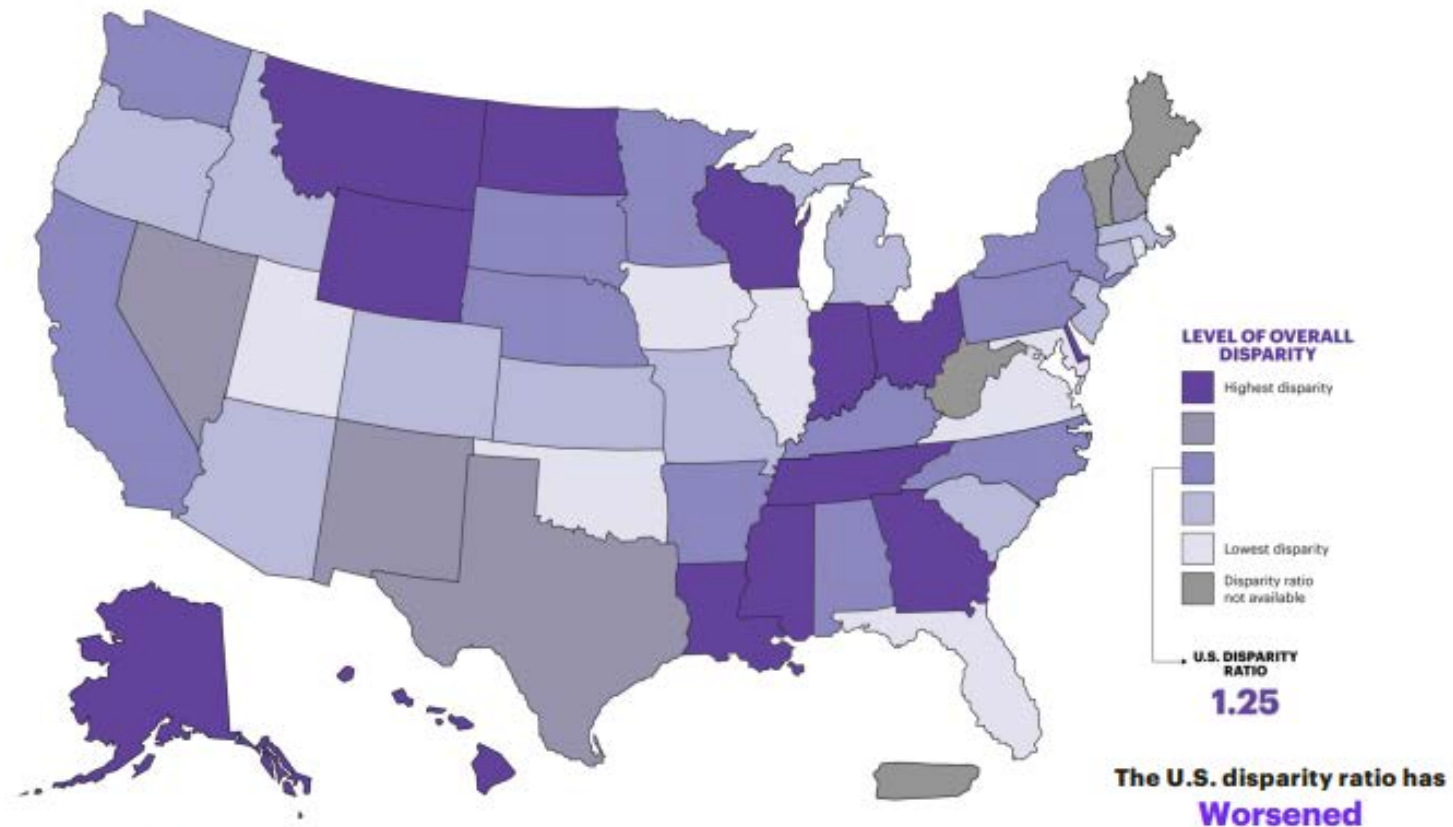 LEVEL OF OVERALL
DISPARITY
Highest disparity
Lowest disparity
Disparity ratio
not available
U.S. DISPARITY
RATIO
1.25
The U.S. disparity ratio has
Worsened